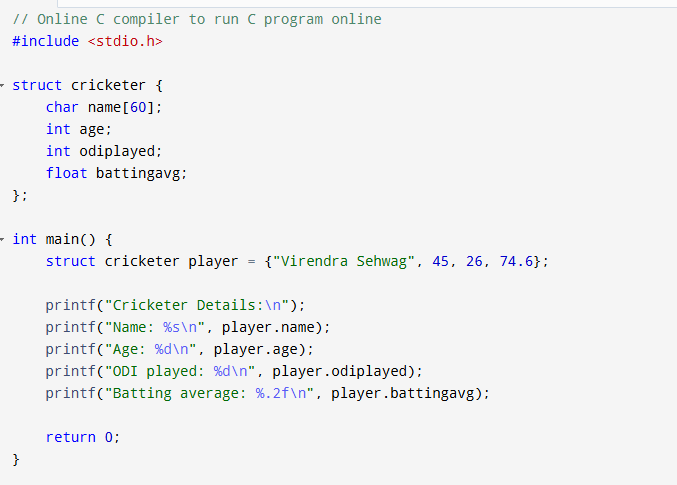 // Online C compiler to run C program online
#include <stdio.h>
struct cricketer {
    char name[60];
    int age;
    int odiplayed;
    float battingavg;
};
int main() {
    struct cricketer player = {"Virendra Sehwag", 45, 26, 74.6};
    printf("Cricketer Details:\n");
    printf("Name: %s\n", player.name);
    printf("Age: %d\n", player.age);
    printf("ODI played: %d\n", player.odiplayed);
    printf("Batting average: %.2f\n", player.battingavg);
    return 0;
}